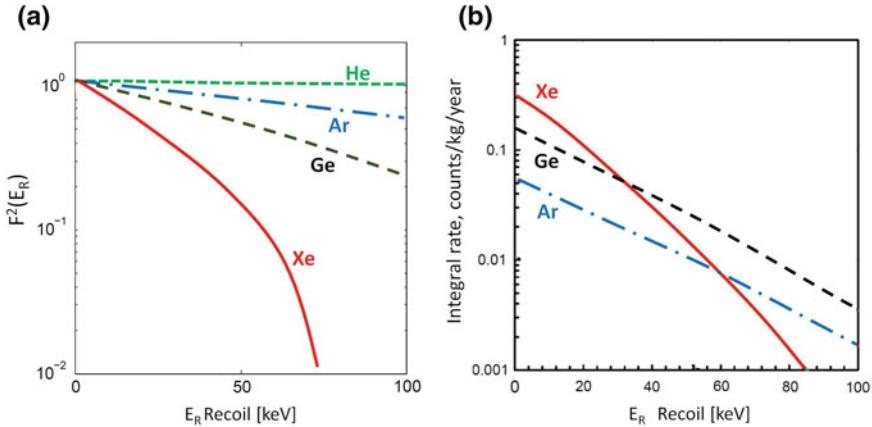 (a)
F²(E_R)
10⁰
10⁻¹
10⁻²
He
Ar
Ge
Xe
0
50
100
E_R Recoil [keV]
(b)
Integral rate, counts/kg/year
1
0.1
0.01
0.001
Xe
Ge
Ar
0 20 40 60 80 100
E_R Recoil [keV]